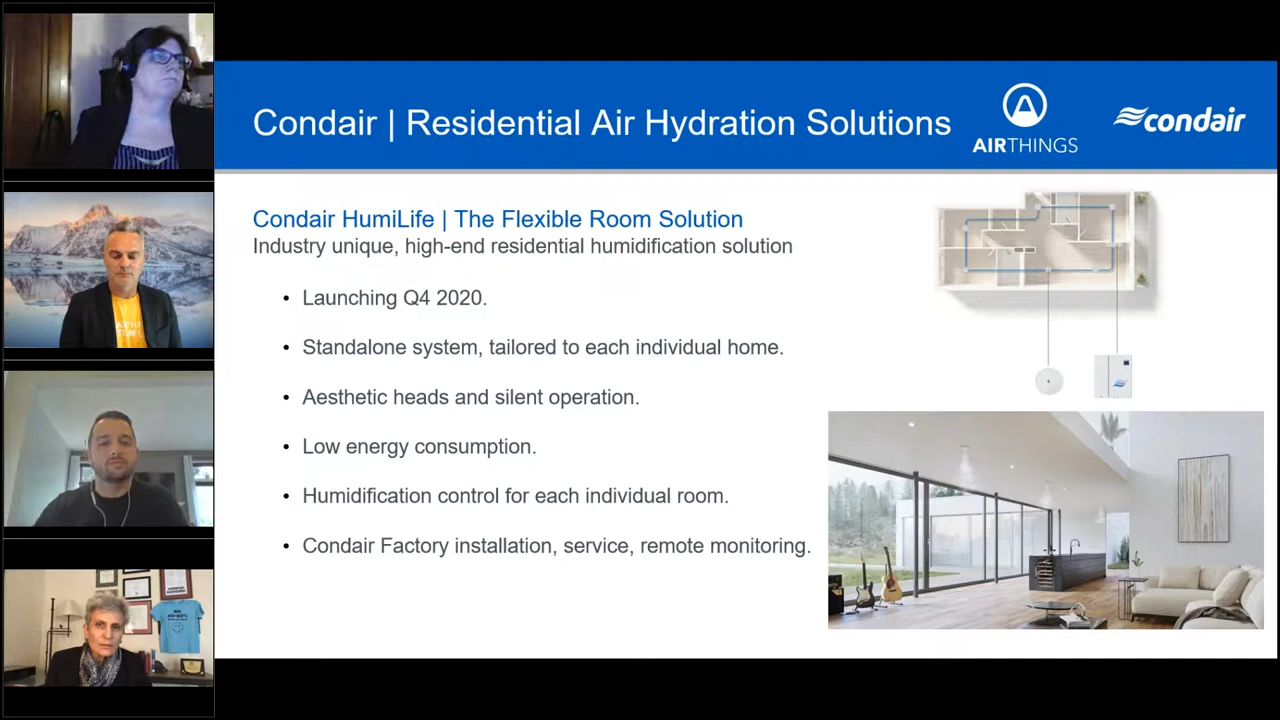 Condair | Residential Air Hydration Solutions
AIRTHINGS
condair
Condair HumiLife | The Flexible Room Solution
Industry unique, high-end residential humidification solution
• Launching Q4 2020.
• Standalone system, tailored to each individual home.
• Aesthetic heads and silent operation.
• Low energy consumption.
• Humidification control for each individual room.
• Condair Factory installation, service, remote monitoring.